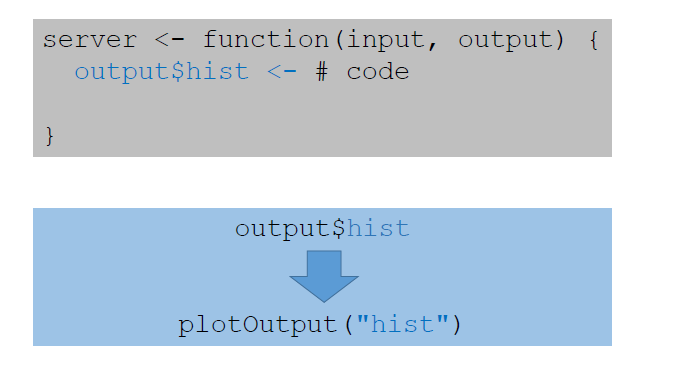 server <- function(input, output) {
  output$hist <- # code
}
output$hist
plotOutput("hist")